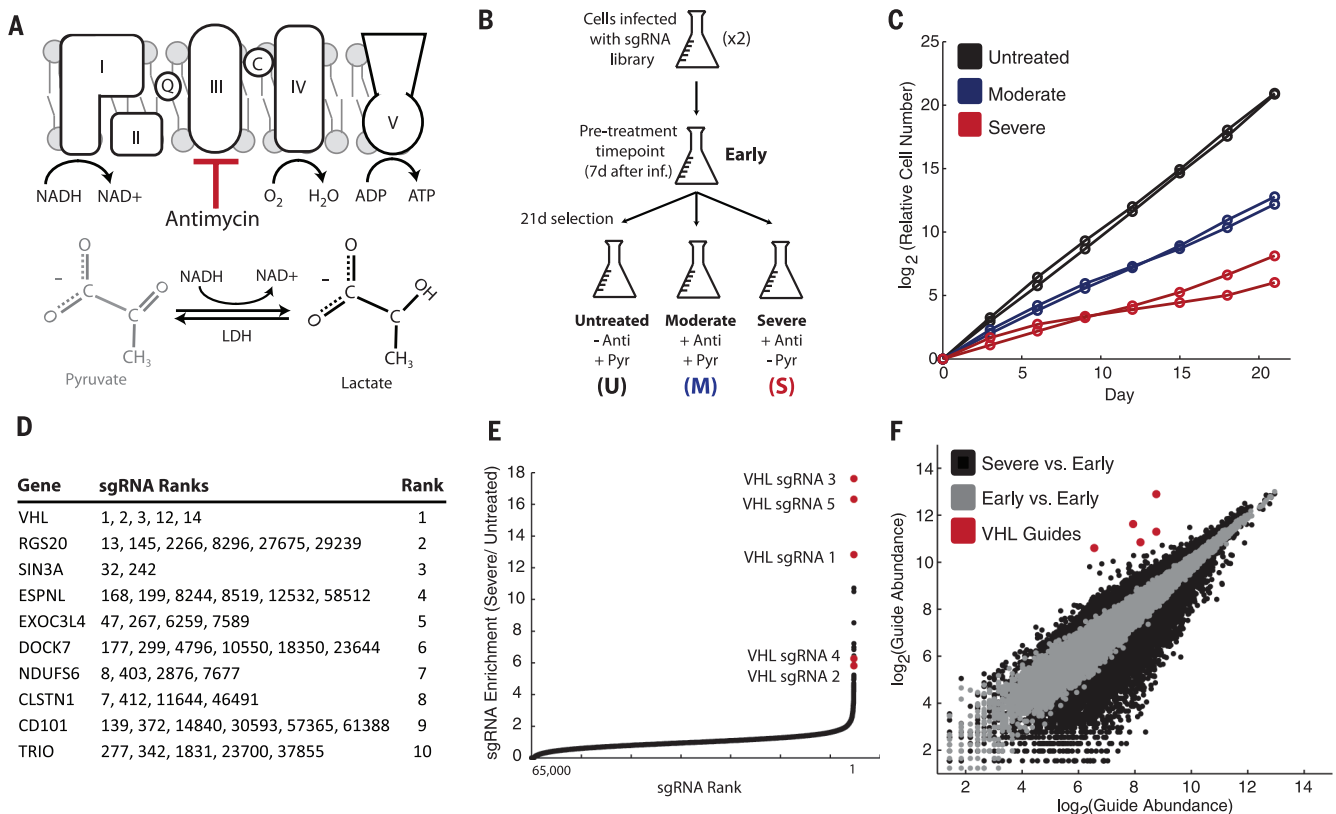 A
I
II
Q
III
C
IV
V
NADH NAD+
O2 H2O ADP ATP
Antimycin
O
–
C
O
O
C
CH3
Pyruvate
NADH NAD+
LDH
O
–
C
O
OH
C
CH3
Lactate
B
Cells infected
with sgRNA
library
(x2)
Pre-treatment
timepoint
(7d after inf.)
Early
21d selection
Untreated Moderate Severe
- Anti + Anti + Anti
+ Pyr + Pyr - Pyr
(U) (M) (S)
C
Untreated
Moderate
Severe
log2 (Relative Cell Number)
25
20
15
10
5
0
0 5 10 15 20
Day
D
Gene sgRNA Ranks Rank
VHL 1, 2, 3, 12, 14 1
RGS20 13, 145, 2266, 8296, 27675, 29239 2
SIN3A 32, 242 3
ESPNL 168, 199, 8244, 8519, 12532, 58512 4
EXOC3L4 47, 267, 6259, 7589 5
DOCK7 177, 299, 4796, 10550, 18350, 23644 6
NDUFS6 8, 403, 2876, 7677 7
CLSTN1 7, 412, 11644, 46491 8
CD101 139, 372, 14840, 30593, 57365, 61388 9
TRIO 277, 342, 1831, 23700, 37855 10
E
sgRNA Enrichment (Severe/ Untreated)
18
16
14
12
10
8
6
4
2
0
VHL sgRNA 3
VHL sgRNA 5
VHL sgRNA 1
VHL sgRNA 4
VHL sgRNA 2
65,000 1
sgRNA Rank
F
Severe vs. Early
Early vs. Early
VHL Guides
log2(Guide Abundance)
14
12
10
8
6
4
2
2 4 6 8 10 12 14
log2(Guide Abundance)